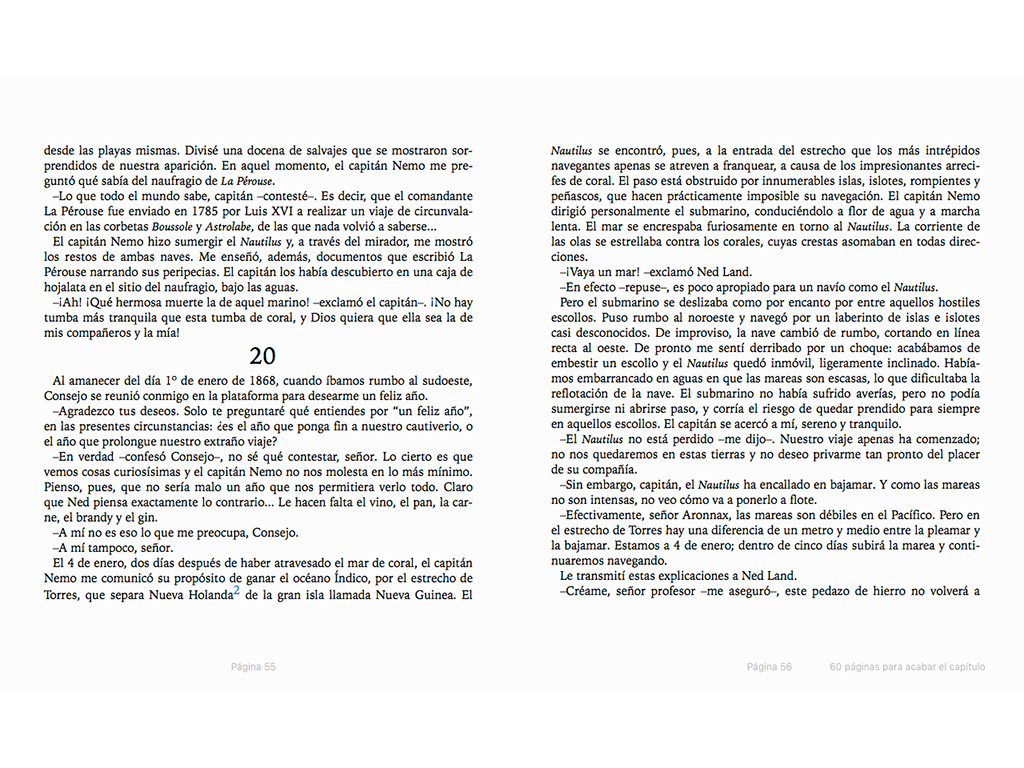 desde las playas mismas. Divisé una docena de salvajes que se mostraron sor-
prendidos de nuestra aparición. En aquel momento, el capitán Nemo me pre-
guntó qué sabía del naufragio de La Pérouse.
–Lo que todo el mundo sabe, capitán –contesté–. Es decir, que el comandante
La Pérouse fue enviado en 1785 por Luis XVI a realizar un viaje de circunvala-
ción en las corbetas Boussole y Astrolabe, de las que nada volvió a saberse...
El capitán Nemo hizo sumergir el Nautilus y, a través del mirador, me mostró
los restos de ambas naves. Me enseñó, además, documentos que escribió La
Pérouse narrando sus peripecias. El capitán los había descubierto en una caja de
hojalata en el sitio del naufragio, bajo las aguas.
–¡Ah! ¡Qué hermosa muerte la de aquel marino! –exclamó el capitán–. ¡No hay
tumba más tranquila que esta tumba de coral, y Dios quiera que ella sea la de
mis compañeros y la mía!
20
Al amanecer del día 1º de enero de 1868, cuando íbamos rumbo al sudoeste,
Consejo se reunió conmigo en la plataforma para desearme un feliz año.
–Agradezco tus deseos. Solo te preguntaré qué entiendes por “un feliz año”,
en las presentes circunstancias: ¿es el año que ponga fin a nuestro cautiverio, o
el año que prolongue nuestro extraño viaje?
–En verdad –confesó Consejo–, no sé qué contestar, señor. Lo cierto es que
vemos cosas curiosísimas y el capitán Nemo no nos molesta en lo más mínimo.
Pienso, pues, que no sería malo un año que nos permitiera verlo todo. Claro
que Ned piensa exactamente lo contrario... Le hacen falta el vino, el pan, la car-
ne, el brandy y el gin.
–A mí no es eso lo que me preocupa, Consejo.
–A mí tampoco, señor.
El 4 de enero, dos días después de haber atravesado el mar de coral, el capitán
Nemo me comunicó su propósito de ganar el océano Índico, por el estrecho de
Torres, que separa Nueva Holanda2 de la gran isla llamada Nueva Guinea. El
Página 55
Nautilus se encontró, pues, a la entrada del estrecho que los más intrépidos
navegantes apenas se atreven a franquear, a causa de los impresionantes arreci-
fes de coral. El paso está obstruido por innumerables islas, islotes, rompientes y
peñascos, que hacen prácticamente imposible su navegación. El capitán Nemo
dirigió personalmente el submarino, conduciéndolo a flor de agua y a marcha
lenta. El mar se encrespaba furiosamente en torno al Nautilus. La corriente de
las olas se estrellaba contra los corales, cuyas crestas asomaban en todas direc-
ciones.
–¡Vaya un mar! –exclamó Ned Land.
–En efecto –repuse–, es poco apropiado para un navío como el Nautilus.
Pero el submarino se deslizaba como por encanto por entre aquellos hostiles
escollos. Puso rumbo al noroeste y navegó por un laberinto de islas e islotes
casi desconocidos. De improviso, la nave cambió de rumbo, cortando en línea
recta al oeste. De pronto me sentí derribado por un choque: acabábamos de
embestir un escollo y el Nautilus quedó inmóvil, ligeramente inclinado. Había-
mos embarrancado en aguas en que las mareas son escasas, lo que dificultaba la
reflotación de la nave. El submarino no había sufrido averías, pero no podía
sumergirse ni abrirse paso, y corría el riesgo de quedar prendido para siempre
en aquellos escollos. El capitán se acercó a mí, sereno y tranquilo.
–El Nautilus no está perdido –me dijo–. Nuestro viaje apenas ha comenzado;
no nos quedaremos en estas tierras y no deseo privarme tan pronto del placer
de su compañía.
–Sin embargo, capitán, el Nautilus ha encallado en bajamar. Y como las mareas
no son intensas, no veo cómo va a ponerlo a flote.
–Efectivamente, señor Aronnax, las mareas son débiles en el Pacífico. Pero en
el estrecho de Torres hay una diferencia de un metro y medio entre la pleamar y
la bajamar. Estamos a 4 de enero; dentro de cinco días subirá la marea y conti-
nuaremos navegando.
Le transmití estas explicaciones a Ned Land.
–Créame, señor profesor –me aseguró–, este pedazo de hierro no volverá a
Página 56
60 páginas para acabar el capítulo